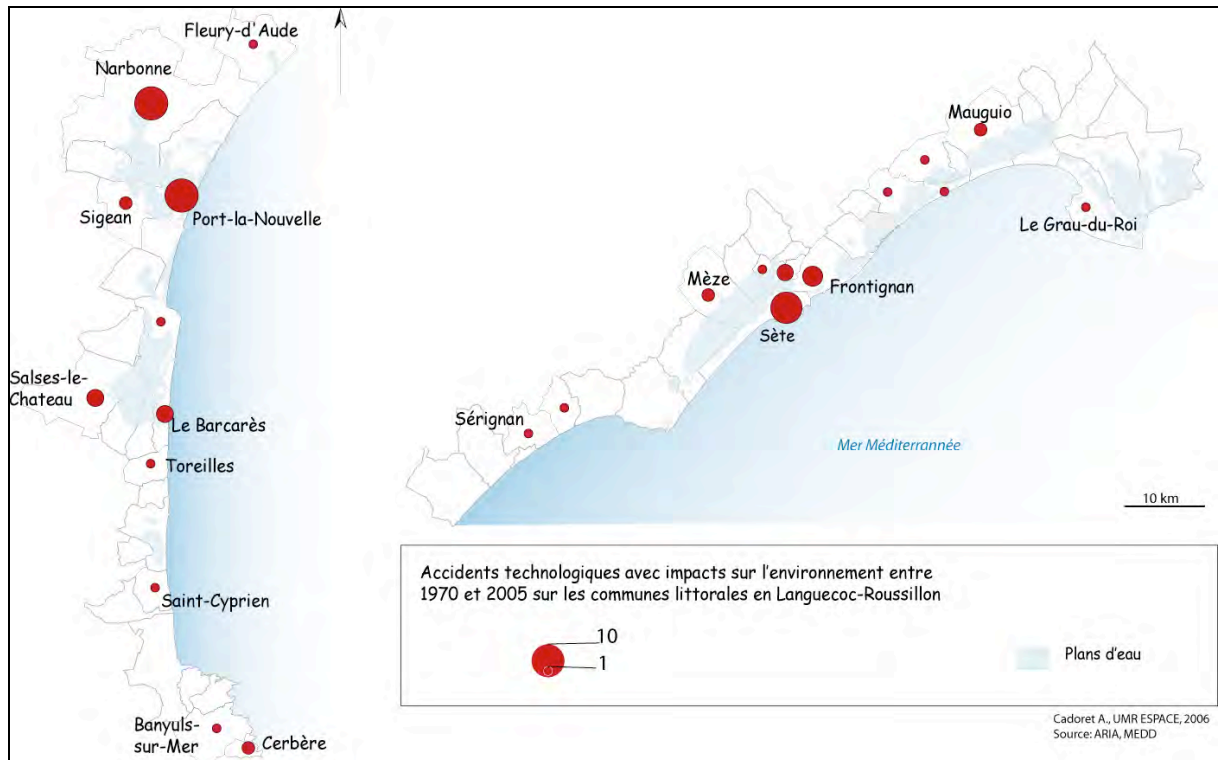 Fleury-d'Aude
Narbonne
Sigean
Port-la-Nouvelle
Salses-le-
Chateau
Le Barcarès
Toreilles
Saint-Cyprien
Banyuls-
sur-Mer
Cerbère
Mauguio
Le Grau-du-Roi
Mèze
Frontignan
Sète
Sérignan
Mer Méditerrannée
10 km
Accidents technologiques avec impacts sur l'environnement entre
1970 et 2005 sur les communes littorales en Languecoc-Roussillon
10
1
Plans d'eau
Cadoret A., UMR ESPACE, 2006
Source: ARIA, MEDD